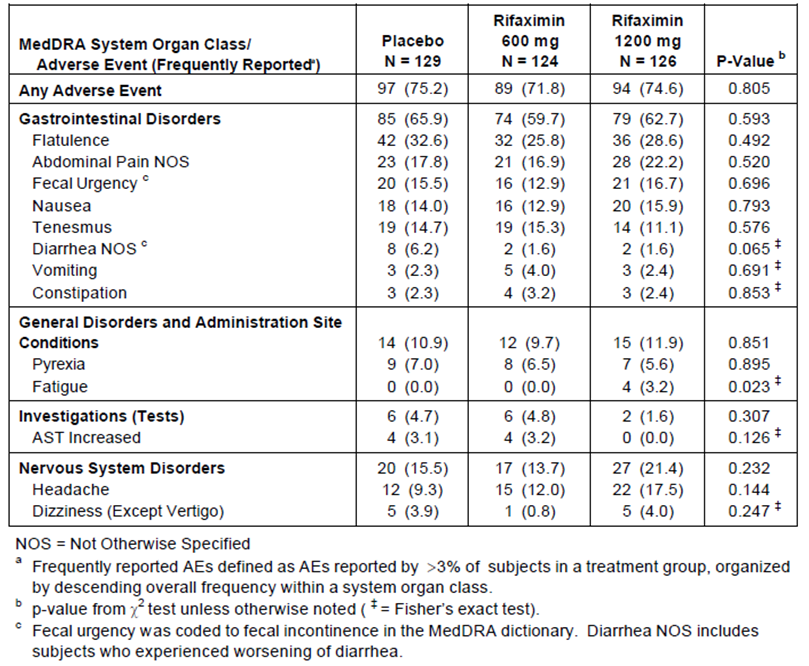 MedDRA System Organ Class/ Adverse Event (Frequently Reportedᵃ) Placebo N = 129 Rifaximin 600 mg N = 124 Rifaximin 1200 mg N = 126 P-Value ᵇ
Any Adverse Event 97 (75.2) 89 (71.8) 94 (74.6) 0.805
Gastrointestinal Disorders 85 (65.9) 74 (59.7) 79 (62.7) 0.593
Flatulence 42 (32.6) 32 (25.8) 36 (28.6) 0.492
Abdominal Pain NOS 23 (17.8) 21 (16.9) 28 (22.2) 0.520
Fecal Urgency ᶜ 20 (15.5) 16 (12.9) 21 (16.7) 0.696
Nausea 18 (14.0) 16 (12.9) 20 (15.9) 0.793
Tenesmus 19 (14.7) 19 (15.3) 14 (11.1) 0.576
Diarrhea NOS ᶜ 8 (6.2) 2 (1.6) 2 (1.6) 0.065 ‡
Vomiting 3 (2.3) 5 (4.0) 3 (2.4) 0.691 ‡
Constipation 3 (2.3) 4 (3.2) 3 (2.4) 0.853 ‡
General Disorders and Administration Site
Conditions 14 (10.9) 12 (9.7) 15 (11.9) 0.851
Pyrexia 9 (7.0) 8 (6.5) 7 (5.6) 0.895
Fatigue 0 (0.0) 0 (0.0) 4 (3.2) 0.023 ‡
Investigations (Tests) 6 (4.7) 6 (4.8) 2 (1.6) 0.307
AST Increased 4 (3.1) 4 (3.2) 0 (0.0) 0.126 ‡
Nervous System Disorders 20 (15.5) 17 (13.7) 27 (21.4) 0.232
Headache 12 (9.3) 15 (12.0) 22 (17.5) 0.144
Dizziness (Except Vertigo) 5 (3.9) 1 (0.8) 5 (4.0) 0.247 ‡
NOS = Not Otherwise Specified
ᵃ Frequently reported AEs defined as AEs reported by >3% of subjects in a treatment group, organized
by descending overall frequency within a system organ class.
ᵇ p-value from χ² test unless otherwise noted ( ‡ = Fisher's exact test).
ᶜ Fecal urgency was coded to fecal incontinence in the MedDRA dictionary. Diarrhea NOS includes
subjects who experienced worsening of diarrhea.